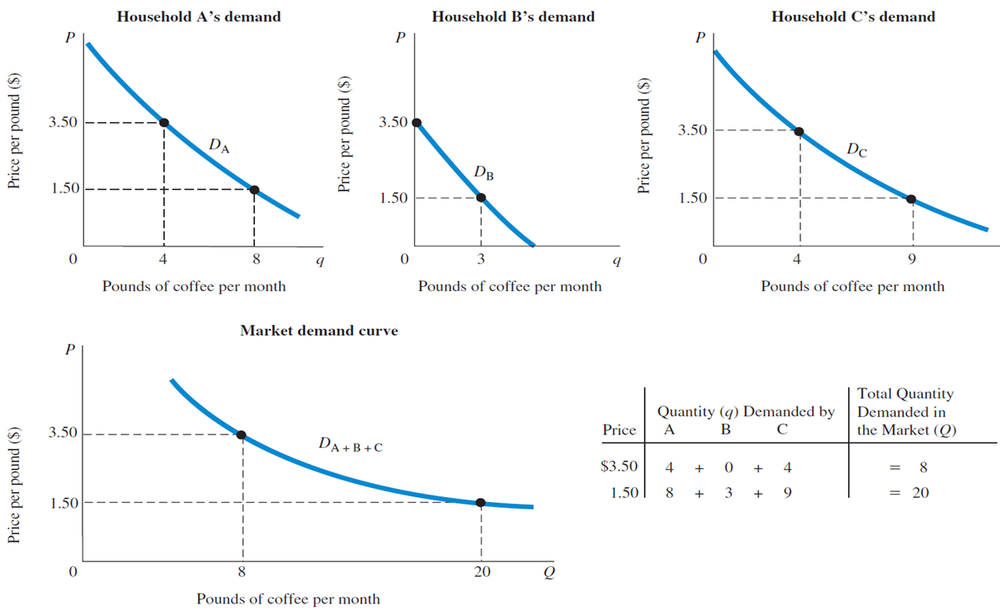 Household A's demand
P
Price per pound ($)
3.50
1.50
D_A
0
4
8
q
Pounds of coffee per month
Household B's demand
P
Price per pound ($)
3.50
1.50
D_B
0
3
q
Pounds of coffee per month
Household C's demand
P
Price per pound ($)
3.50
1.50
D_C
0
4
9
Pounds of coffee per month
Market demand curve
P
Price per pound ($)
3.50
1.50
D_A + B + C
0
8
20
Q
Pounds of coffee per month
Total Quantity
Quantity (q) Demanded by Demanded in
Price A B C the Market (Q)
$3.50 4 + 0 + 4 = 8
1.50 8 + 3 + 9 = 20